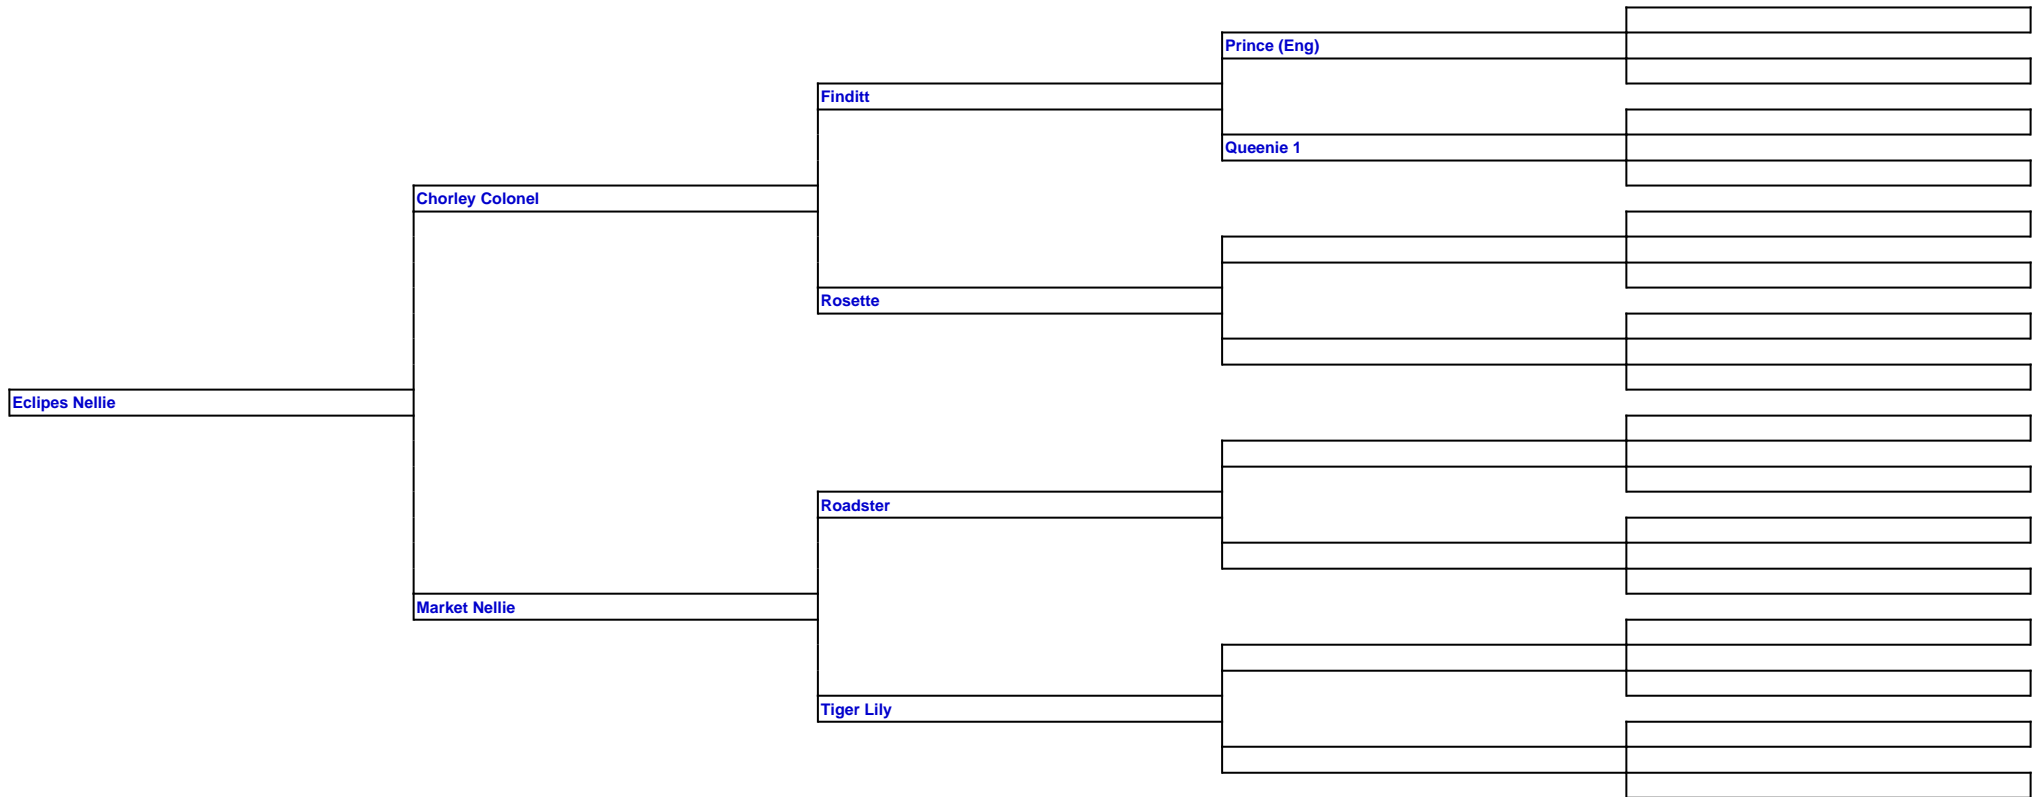 Prince (Eng)
Finditt
Queenie 1
Chorley Colonel
Rosette
Eclipes Nellie
Roadster
Market Nellie
Tiger Lily